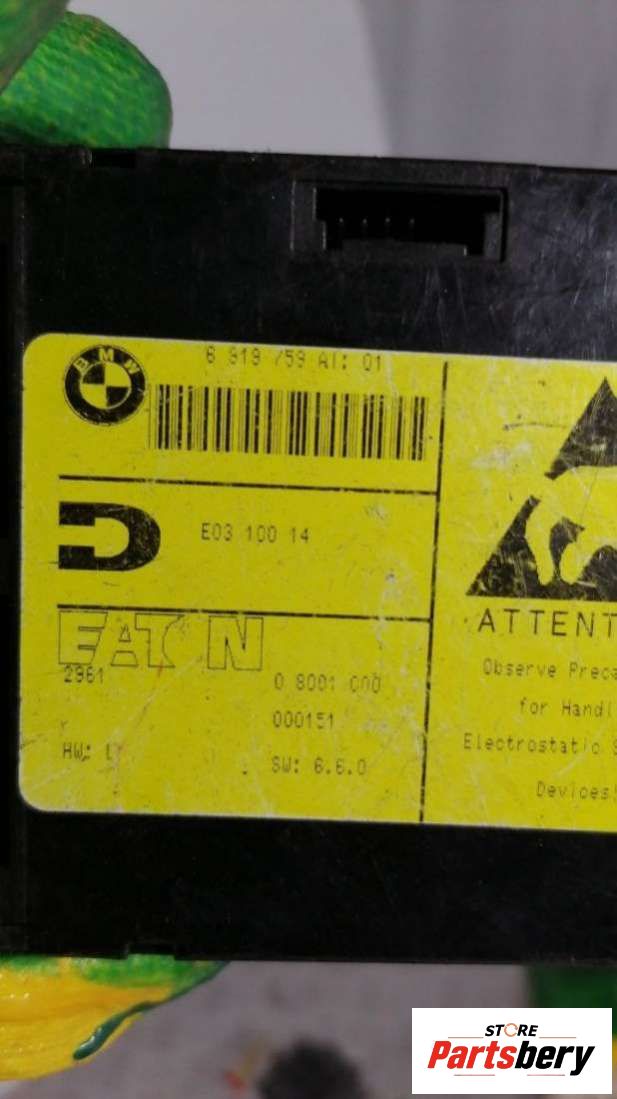 BMW
6 919 759 AI: 01
E03 100 14
EATON
2961
0 8001 000
000151
HW:
SW: 6.6.0
ATTENT
Observe Preca
for Handl
Electrostatic S
Devices!
STORE
Partsbery